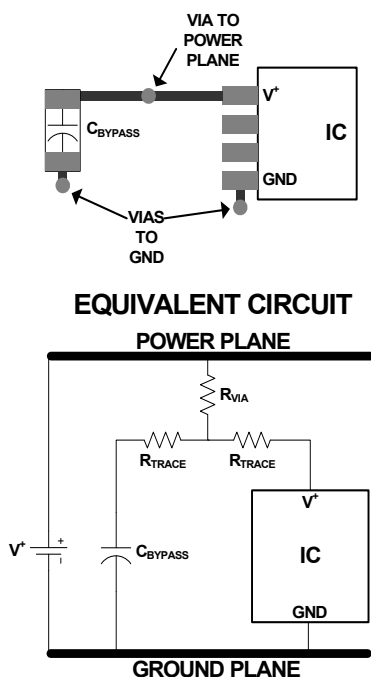 VIA TO
POWER
PLANE
V+
C BYPASS
IC
GND
VIAS
TO
GND
EQUIVALENT CIRCUIT
POWER PLANE
RVIA
RTRACE RTRACE
V+
V+ + CBYPASS IC
GND
GROUND PLANE